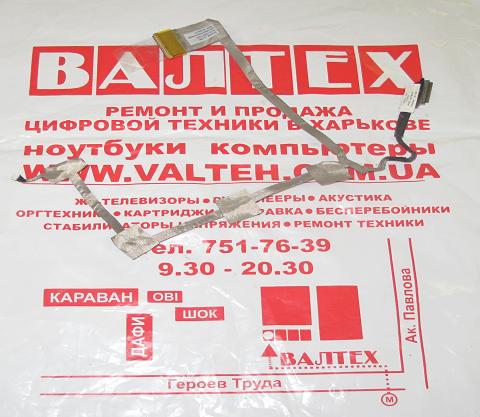 ВАЛТЕХ
РЕМОНТ И ПРОДАЖА
ЦИФРОВОЙ ТЕХНИКИ В ХАРЬКОВЕ
ноутбуки компьютеры
WWW.VALTEH.COM.UA
ТЕЛЕВИЗОРЫ • АКУСТИКА
ОРГТЕХНИКА • КАРТРИДЖИ • БЕСПЕРЕБОЙНИКИ
НАПРЯЖЕНИЯ • РЕМОНТ ТЕХНИКИ
тел. 751-76-39
9.30 - 20.30
КАРАВАН
ОВІ
ШОК
ДАФИ
ВАЛТЕХ
Ак. Павлова
Героев Труда
М